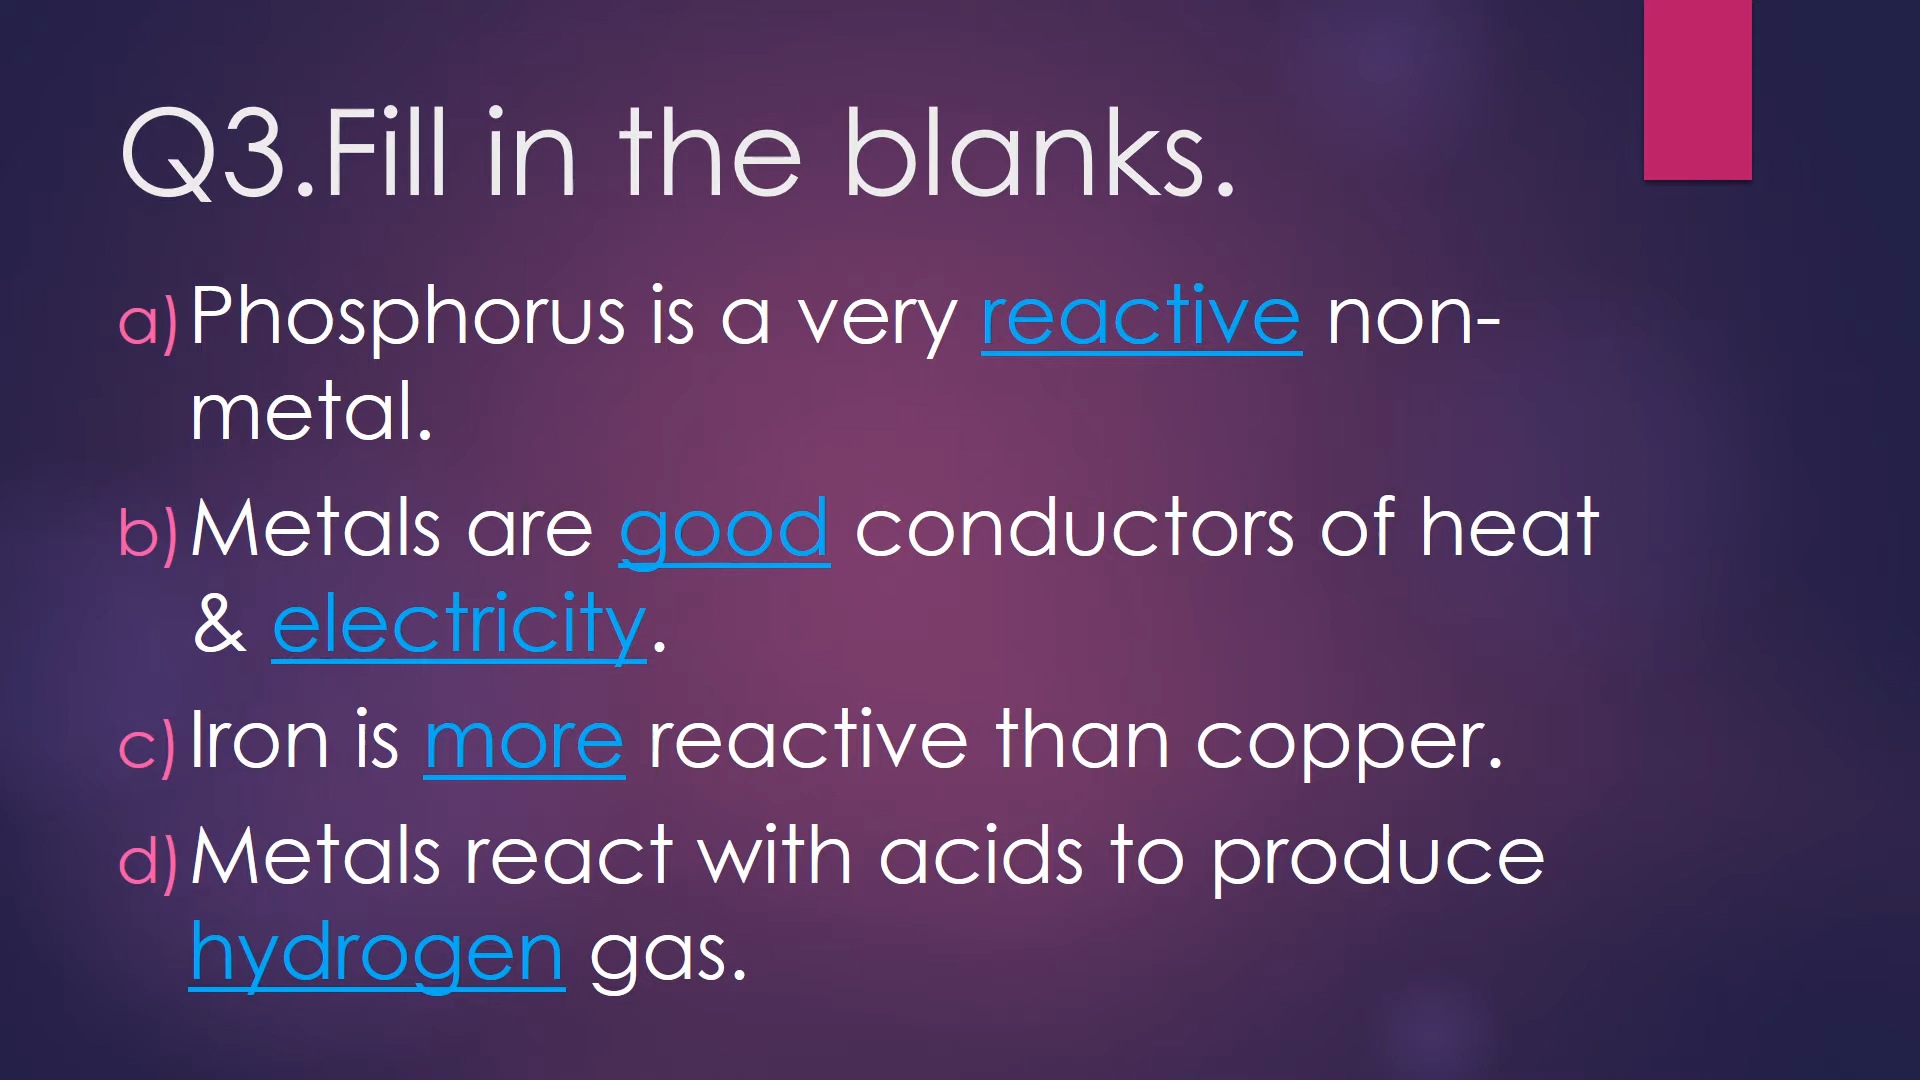 Q3.Fill in the blanks.
a) Phosphorus is a very reactive non-
metal.
b) Metals are good conductors of heat
& electricity.
c) Iron is more reactive than copper.
d) Metals react with acids to produce
hydrogen gas.